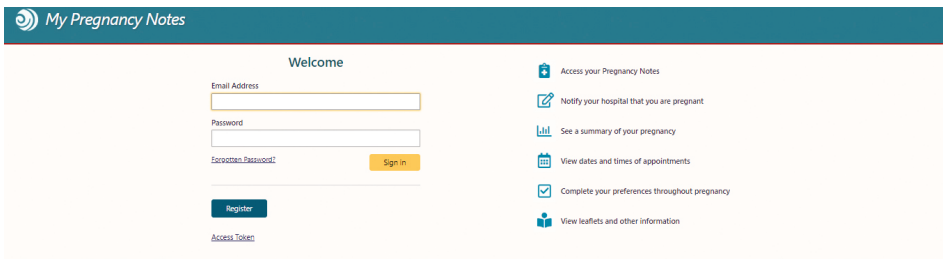 My Pregnancy Notes
Welcome
Email Address
Password
Forgotten Password?
Sign in
Register
Access Token
Access your Pregnancy Notes
Notify your hospital that you are pregnant
See a summary of your pregnancy
View dates and times of appointments
Complete your preferences throughout pregnancy
View leaflets and other information